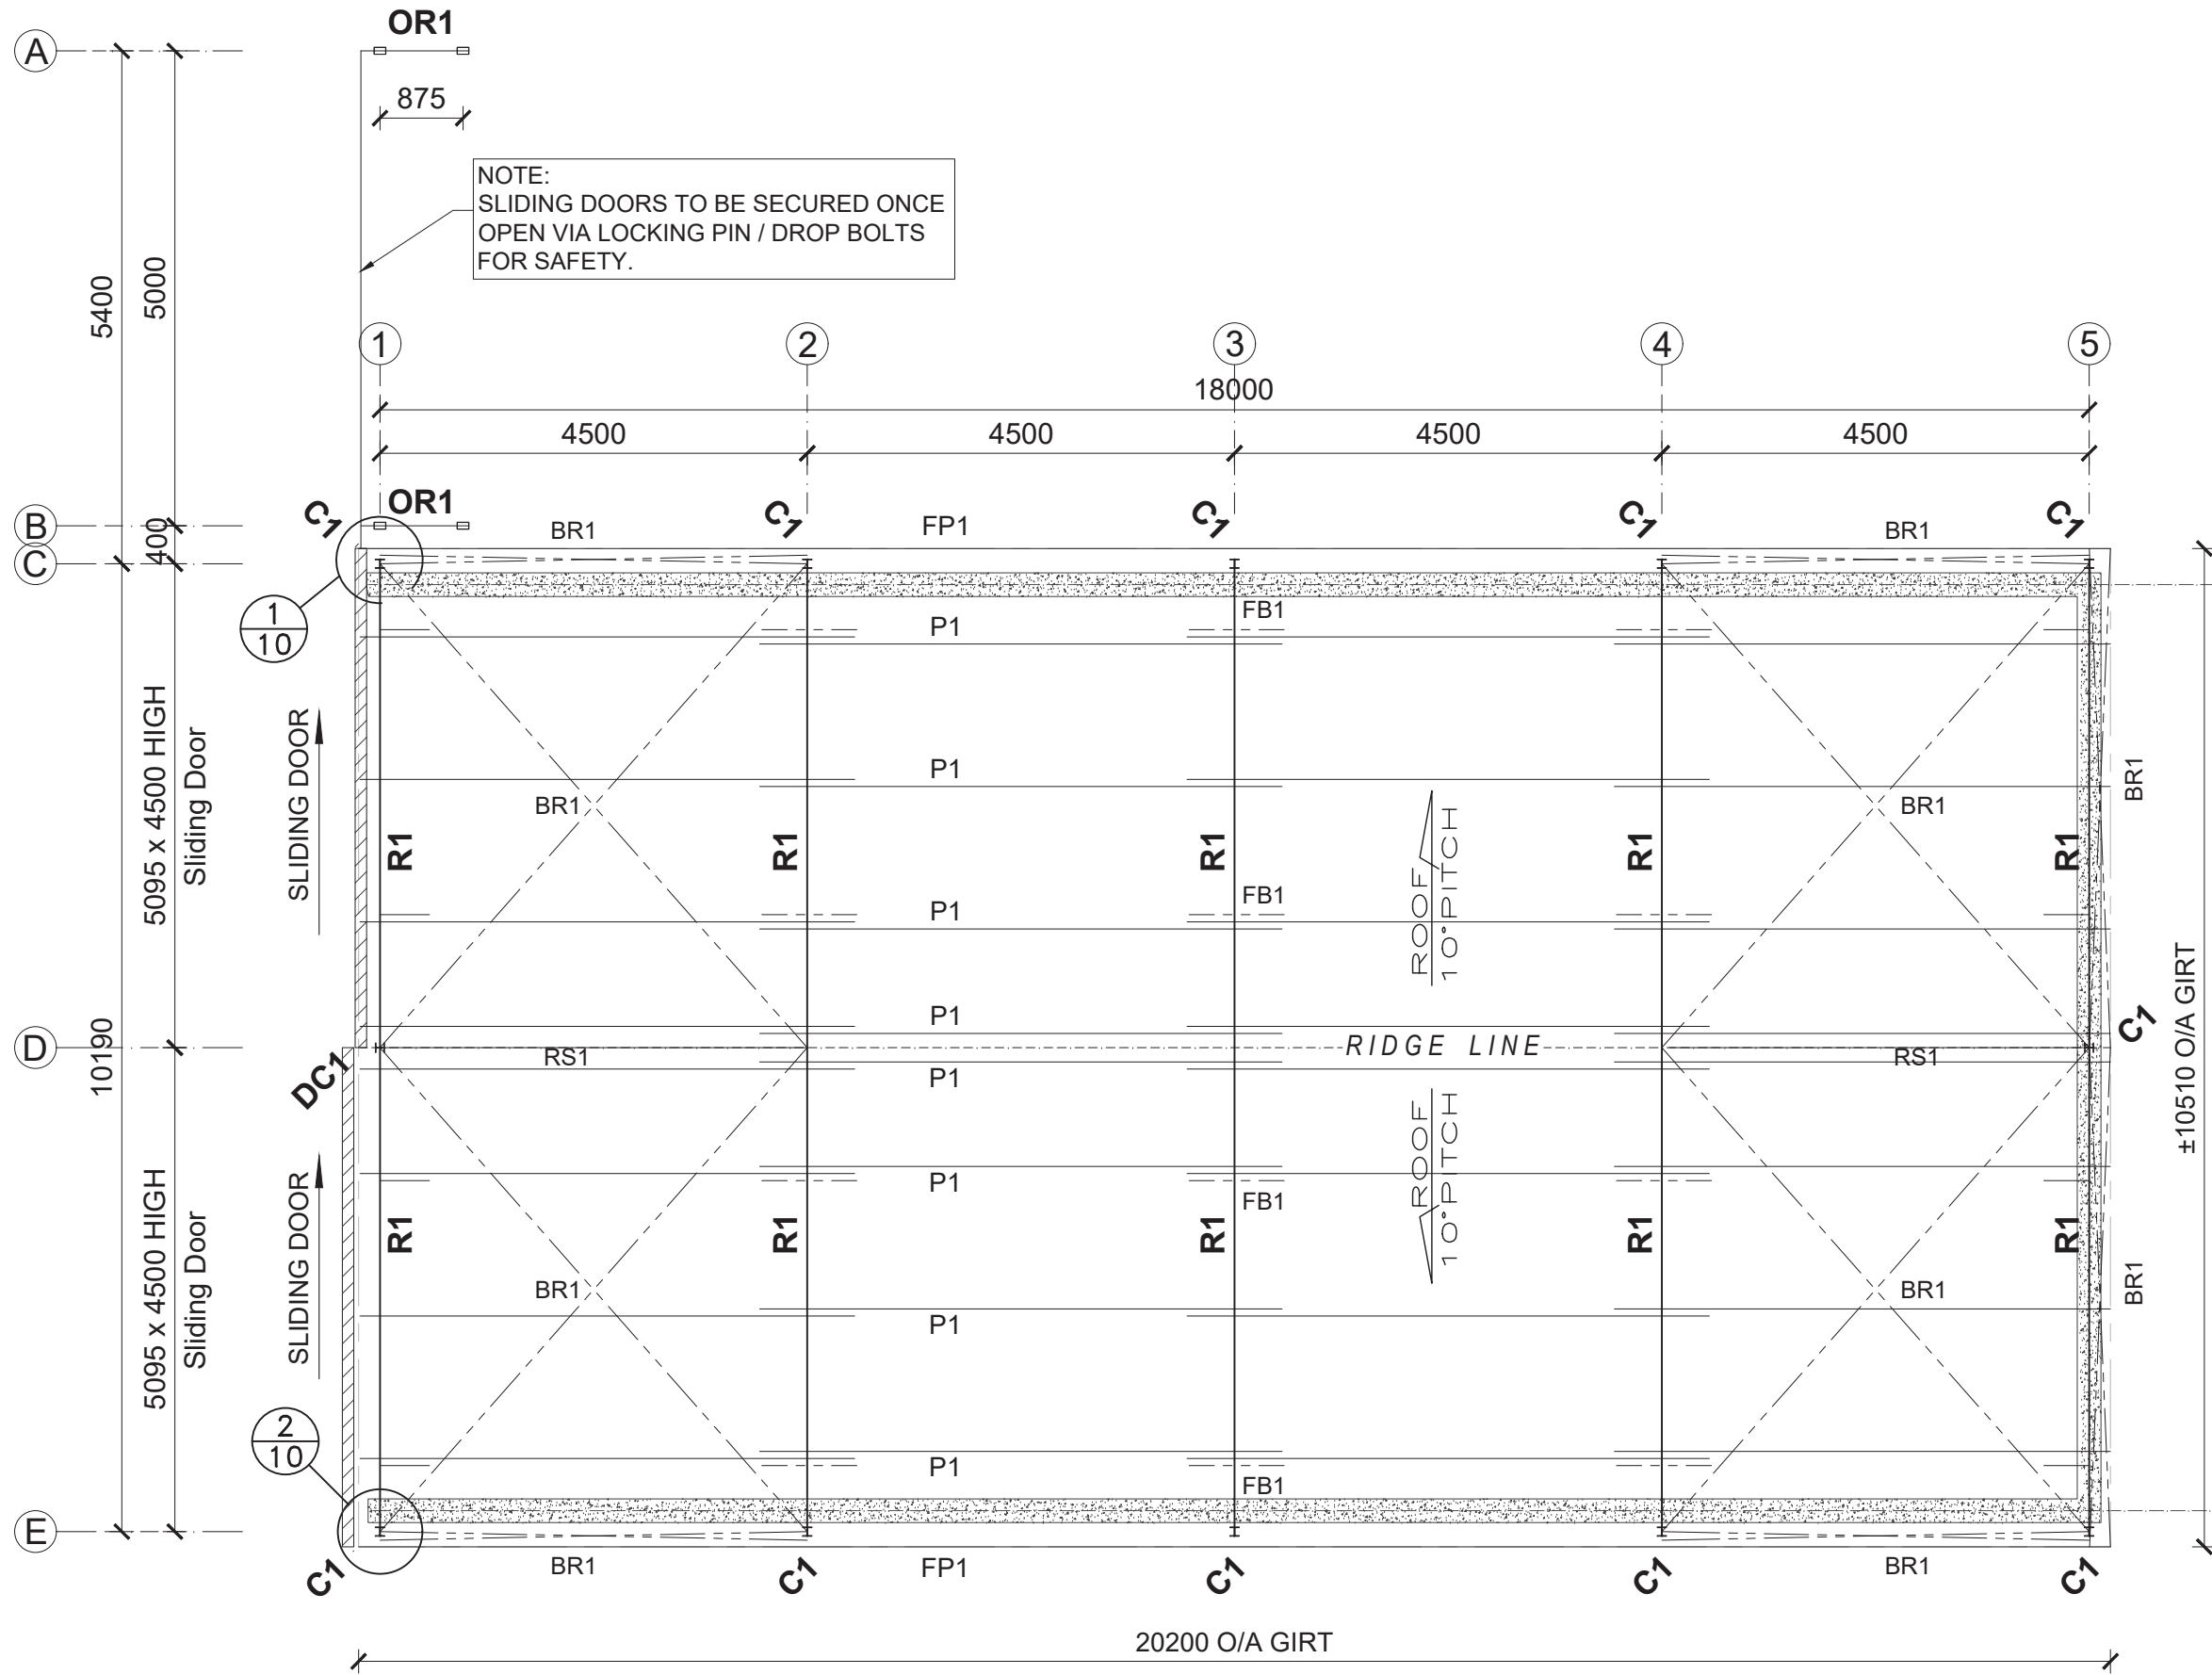 OR1
A
875
NOTE:
SLIDING DOORS TO BE SECURED ONCE
OPEN VIA LOCKING PIN / DROP BOLTS
FOR SAFETY.
5400
5000
1
2
3
4
5
18000
4500
4500
4500
4500
C1
OR1
C1
C1
C1
C1
B
BR1
FP1
BR1
400
C
1
10
FB1
P1
5095 x 4500 HIGH
Sliding Door
SLIDING DOOR
P1
BR1
BR1
BR1
R1
R1
R1
R1
R1
ROOF
10° PITCH
P1
FB1
±10510 O/A GIRT
P1
D
10190
DC1
RS1
RIDGE LINE
RS1
C1
P1
ROOF
10° PITCH
P1
FB1
5095 x 4500 HIGH
Sliding Door
SLIDING DOOR
R1
R1
R1
R1
R1
BR1
BR1
BR1
P1
2
10
P1
FB1
E
C1
BR1
FP1
C1
C1
C1
BR1
C1
20200 O/A GIRT